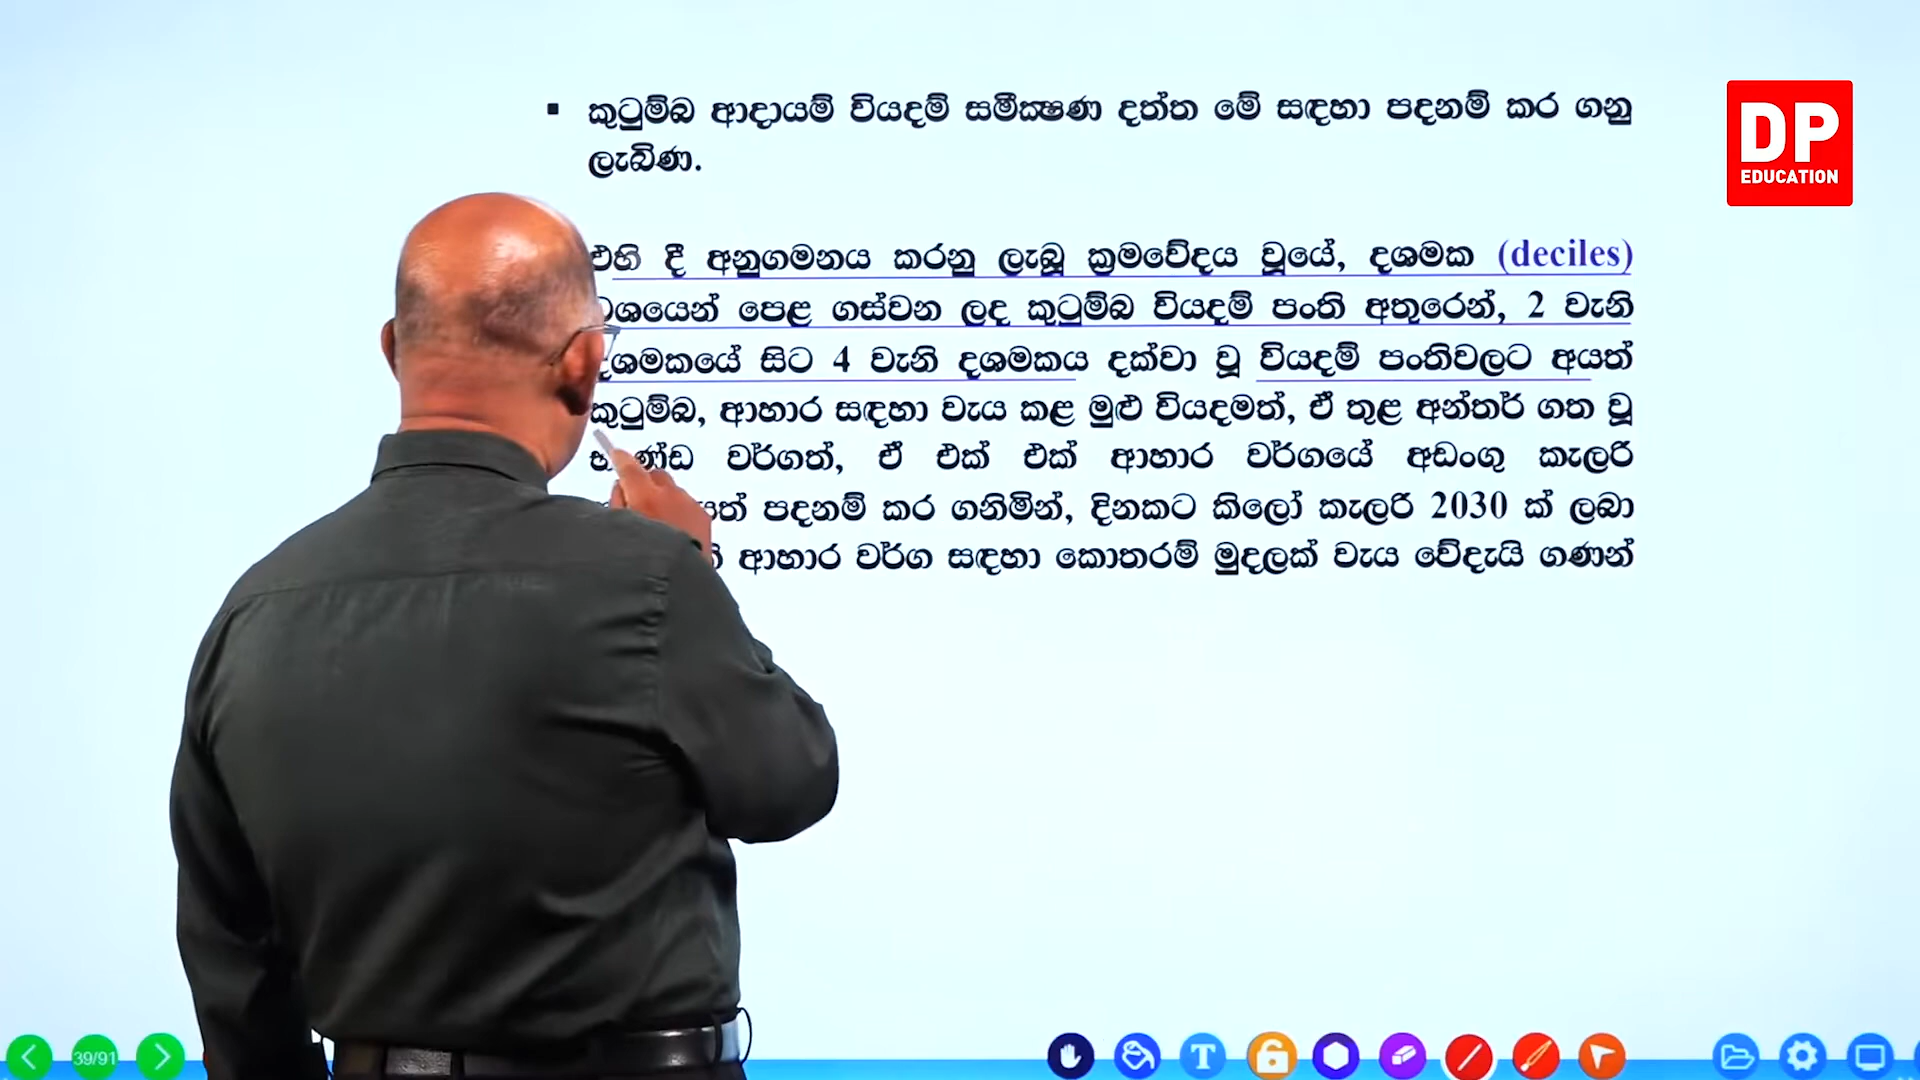 ▪ කුටුම්බ ආදායම් වියදම් සමීක්ෂණ දත්ත මේ සඳහා පදනම් කර ගනු
ලැබිණ.
DP
EDUCATION
එහි දී අනුගමනය කරනු ලැබූ ක්‍රමවේදය වූයේ, දශමක (deciles)
පෙළ ගස්වන ලද කුටුම්බ වියදම් පංති අතුරෙන්, 2 වැනි
දශමකයේ සිට 4 වැනි දශමකය දක්වා වූ වියදම් පංතිවලට අයත්
කුටුම්බ, ආහාර සඳහා වැය කළ මුළු වියදමත්, ඒ තුළ අන්තර් ගත වූ
වර්ගත්, ඒ එක් එක් ආහාර වර්ගයේ අඩංගු කැලරි
පදනම් කර ගනිමින්, දිනකට කිලෝ කැලරි 2030 ක් ලබා
ආහාර වර්ග සඳහා කොතරම් මුදලක් වැය වේදැයි ගණන්
39/91
T